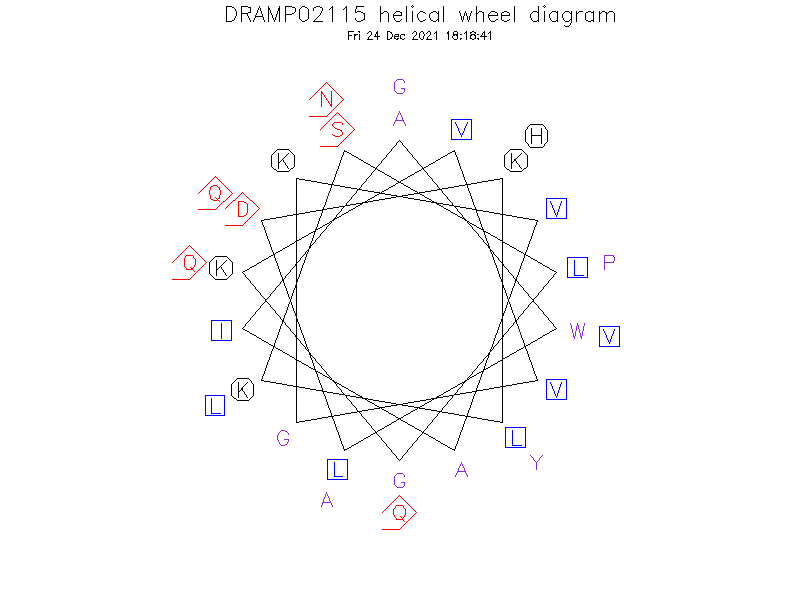 DRAMP02115 helical wheel diagram
Fri 24 Dec 2021 18:18:41
G
N
A
S
V
H
K
K
Q
D
V
Q
K
L
P
I
W
V
K
V
L
G
L
Y
L
A
G
A
Q